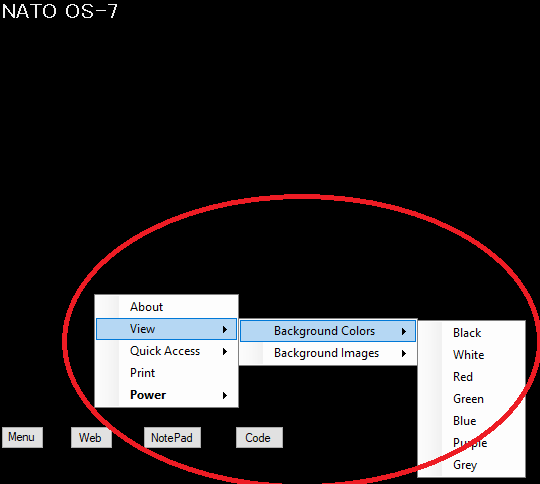 NATO OS-7
About
View
Quick Access
Print
Power
Background Colors
Background Images
Black
White
Red
Green
Blue
Purple
Grey
Menu
Web
NotePad
Code